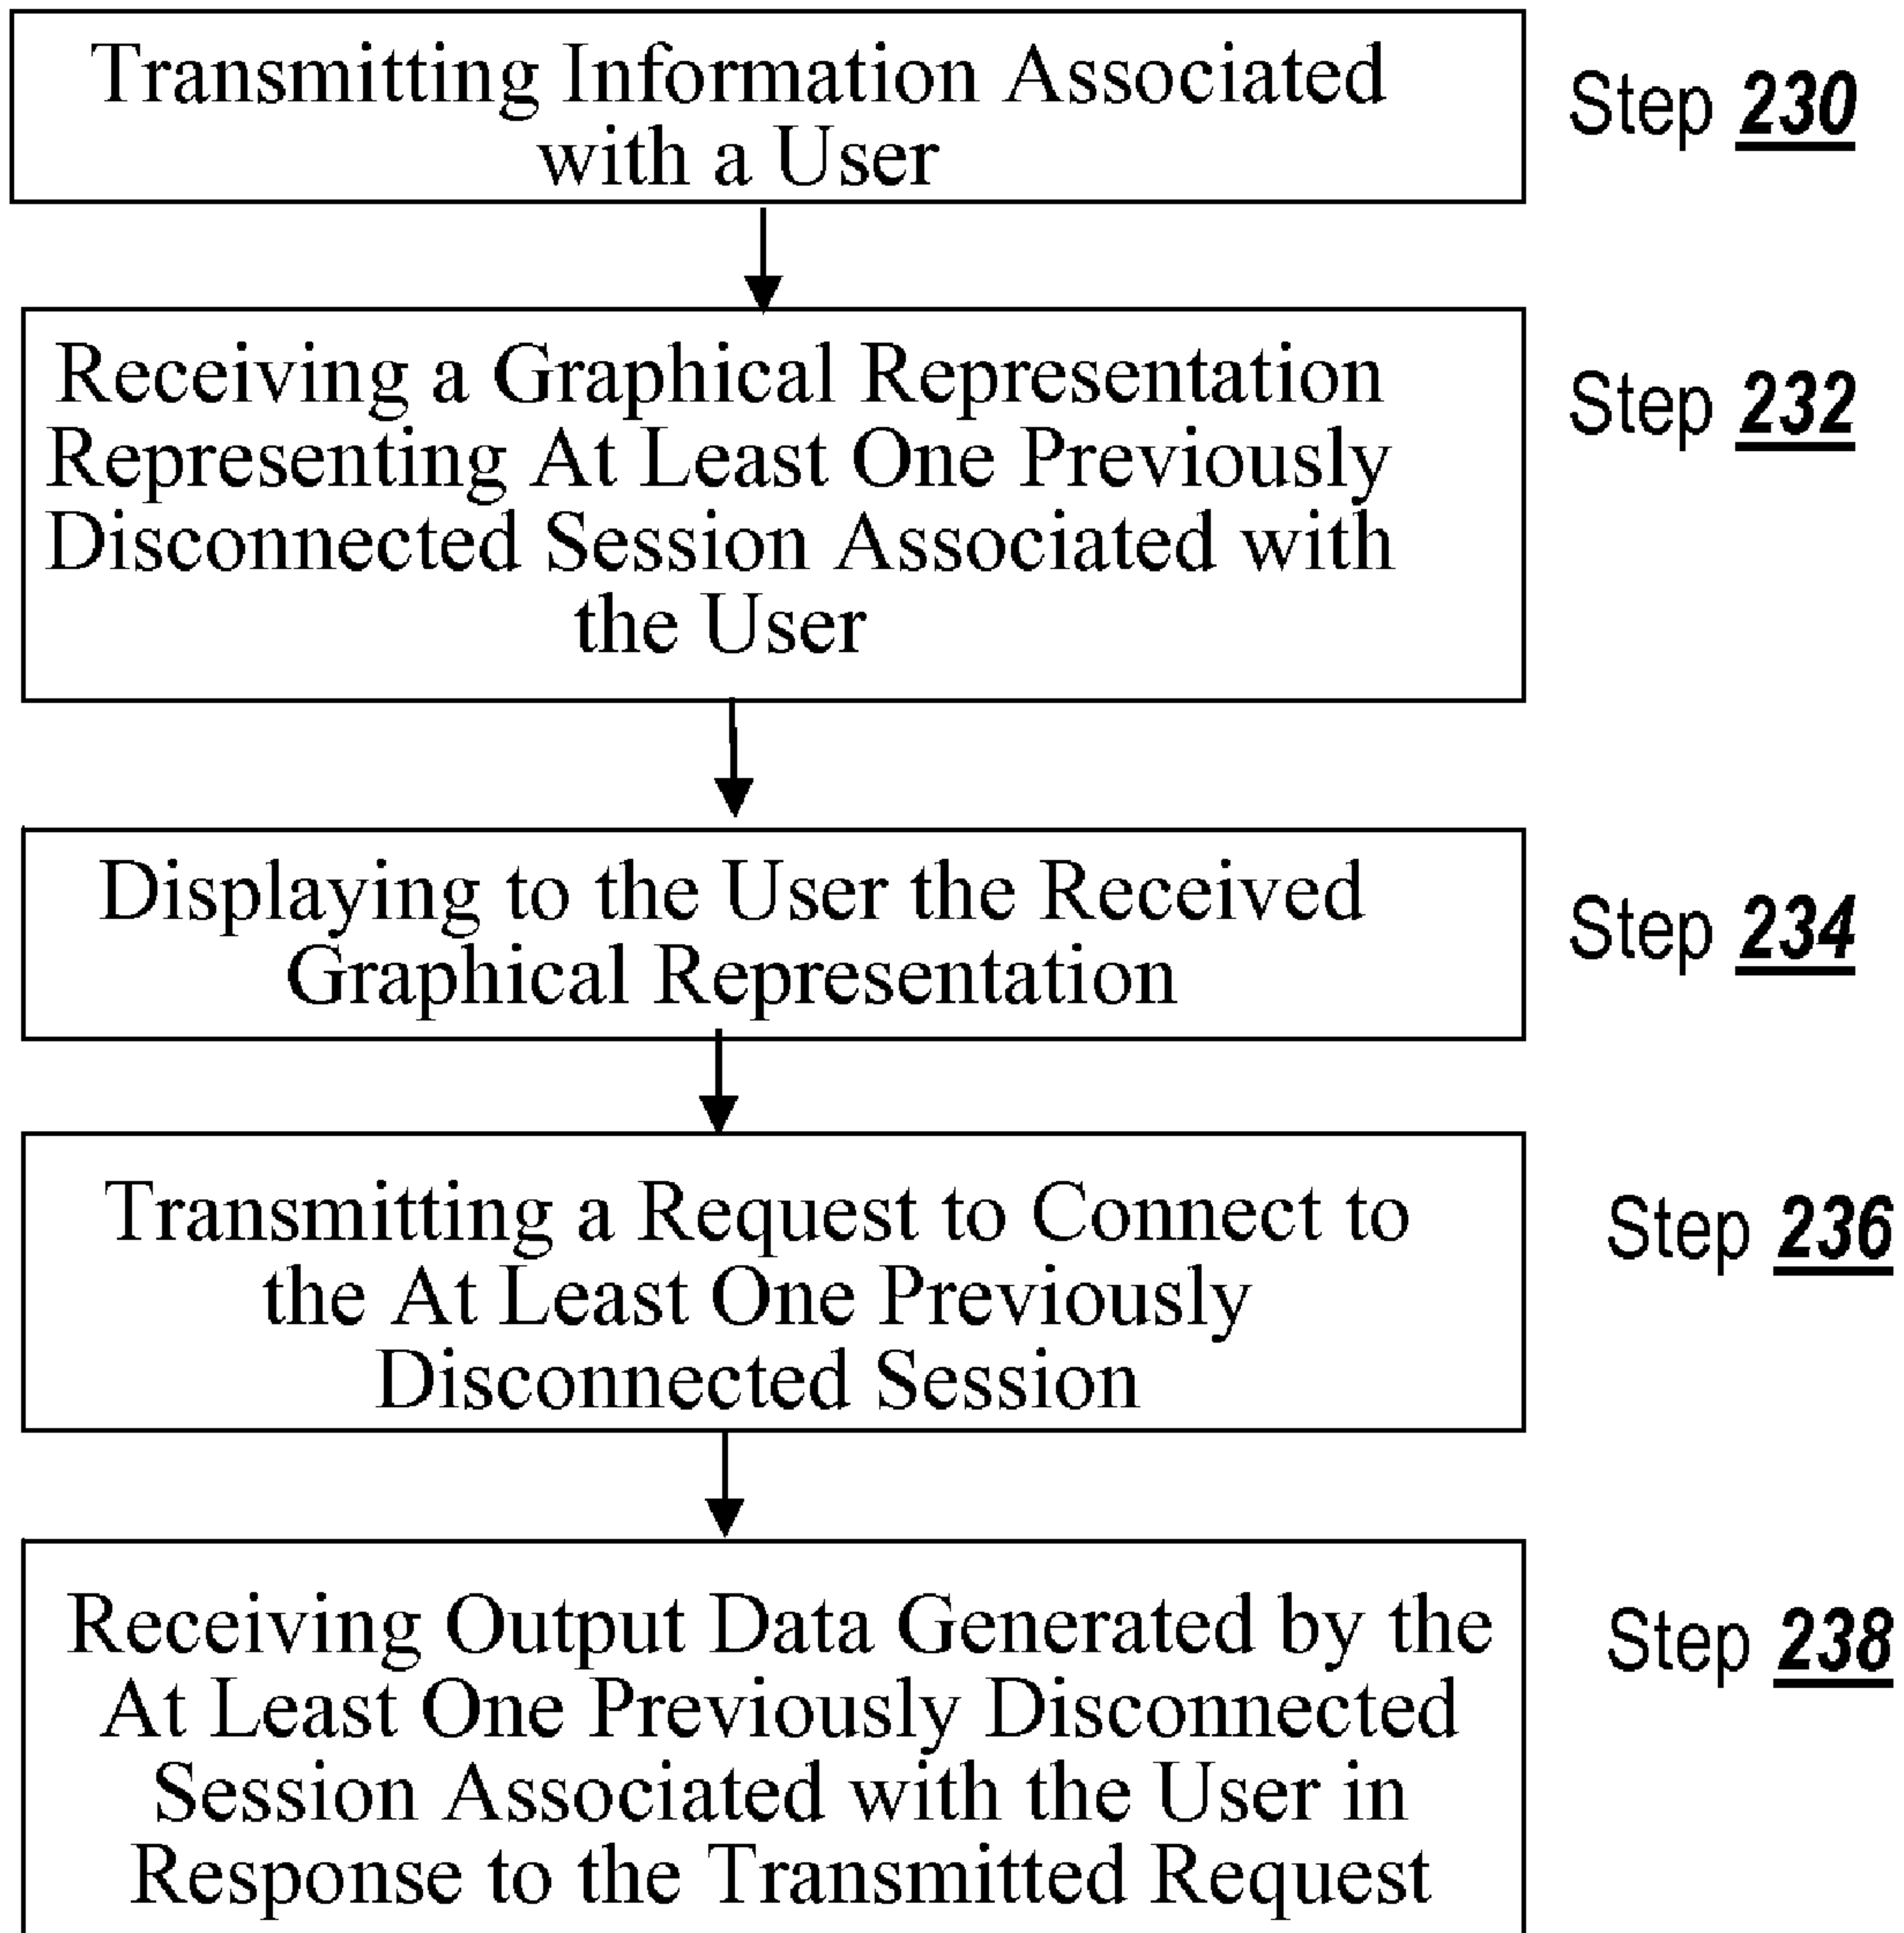 Transmitting Information Associated
with a User
Step 230
Receiving a Graphical Representation
Representing At Least One Previously
Disconnected Session Associated with
the User
Step 232
Displaying to the User the Received
Graphical Representation
Step 234
Transmitting a Request to Connect to
the At Least One Previously
Disconnected Session
Step 236
Receiving Output Data Generated by the
At Least One Previously Disconnected
Session Associated with the User in
Response to the Transmitted Request
Step 238